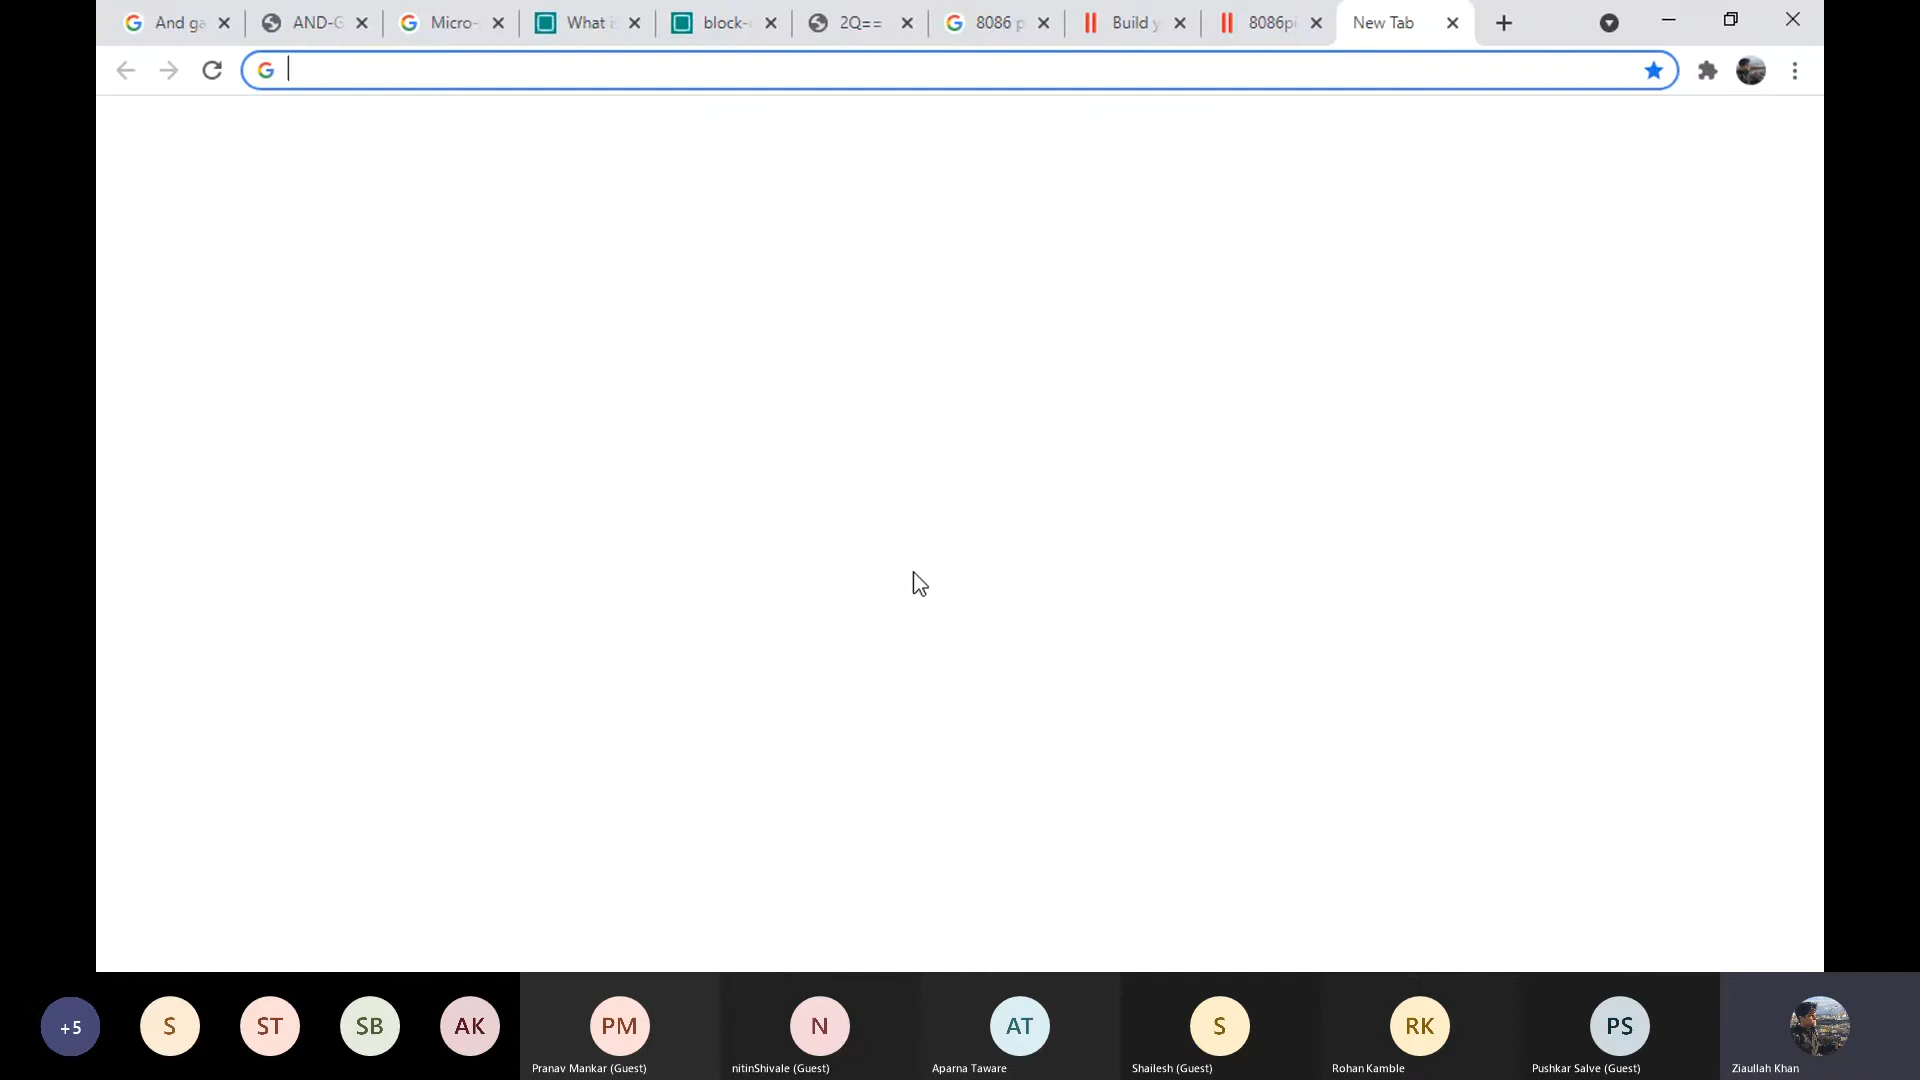 And ga
AND-G
Micro-
What i
block-
2Q==
8086 p
Build y
8086pi
New Tab
+5
S
ST
SB
AK
PM
N
AT
S
RK
PS
Pranav Mankar (Guest)
nitinShivale (Guest)
Aparna Taware
Shailesh (Guest)
Rohan Kamble
Pushkar Salve (Guest)
Ziaullah Khan